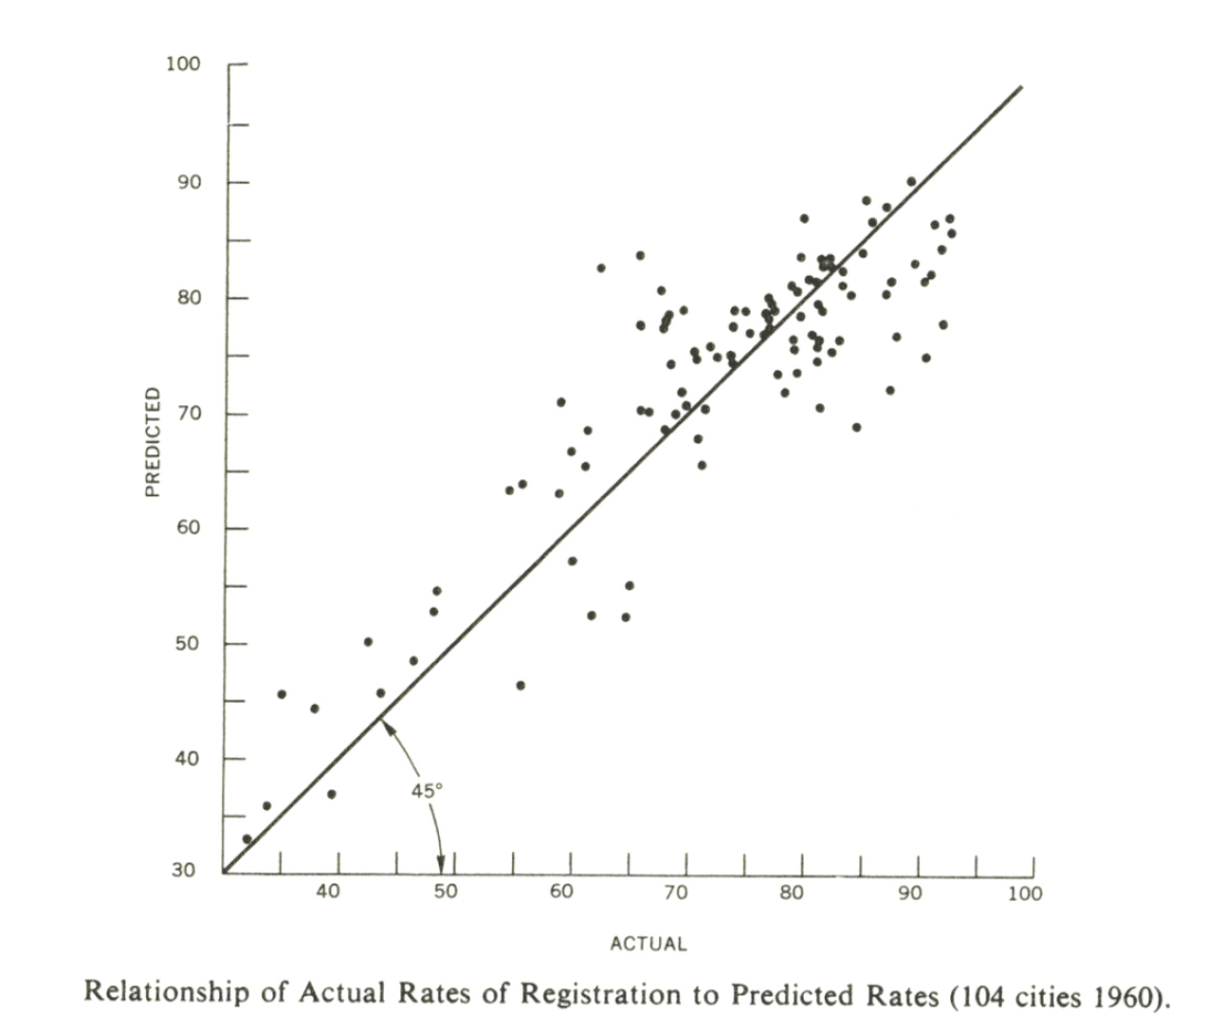 100
90
80
70
60
50
40
30
PREDICTED
45°
40 50 60 70 80 90 100
ACTUAL
Relationship of Actual Rates of Registration to Predicted Rates (104 cities 1960).